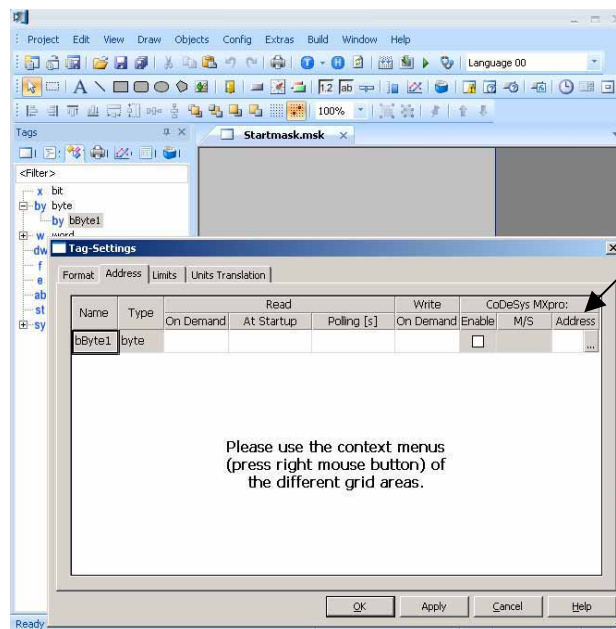 Project Edit View Draw Objects Config Extras Build Window Help
Language 00
1.2 ab
100%
Tags
Startmask.msk
<Filter>
x bit
by byte
by bByte1
w word
dw
f
e
ab
st
sy
Tag-Settings
Format Address Limits Units Translation
Name Type Read Write CoDeSys MXpro:
On Demand At Startup Polling [s] On Demand Enable M/S Address
bByte1 byte ...
Please use the context menus
(press right mouse button) of
the different grid areas.
OK Apply Cancel Help
Ready